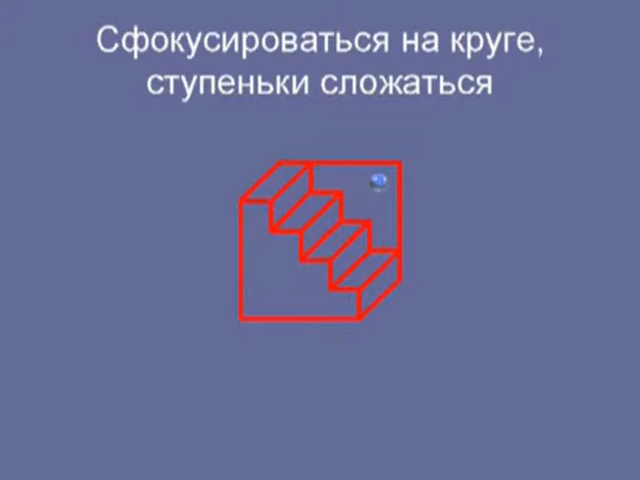 Сфокусироваться на круге,
ступеньки сложаться